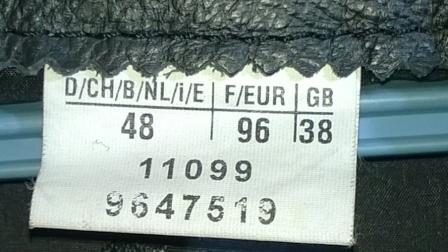 D/CH/B/NL/i/E F/EUR GB
48 96 38
11099
9647519